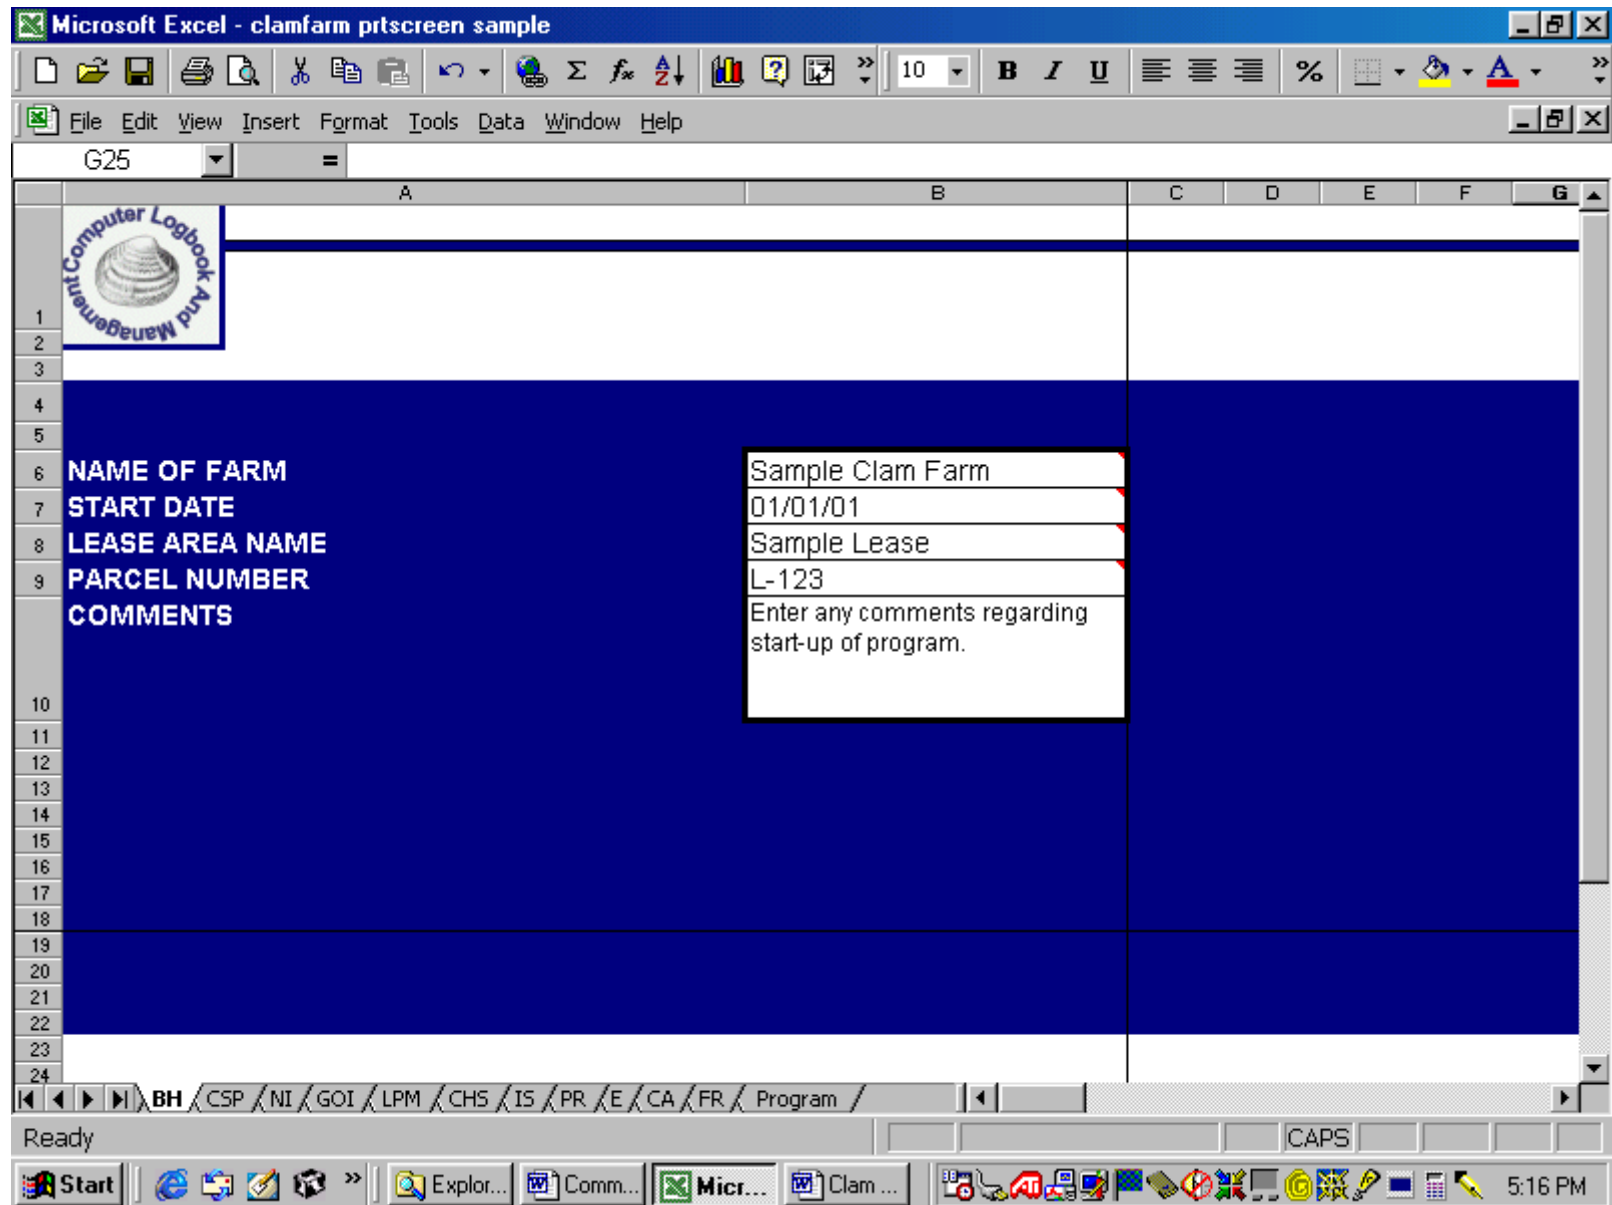 Microsoft Excel - clamfarm prtscreen sample
10 B I U % A
File Edit View Insert Format Tools Data Window Help
G25 =
A B C D E F G
Computer Logbook And Management
1
2
3
4
5
6 NAME OF FARM Sample Clam Farm
7 START DATE 01/01/01
8 LEASE AREA NAME Sample Lease
9 PARCEL NUMBER L-123
COMMENTS Enter any comments regarding
start-up of program.
10
11
12
13
14
15
16
17
18
19
20
21
22
23
24
BH CSP NI GOI LPM CHS IS PR E CA FR Program
Ready CAPS
Start Explor... Comm... Micr... Clam ... 5:16 PM